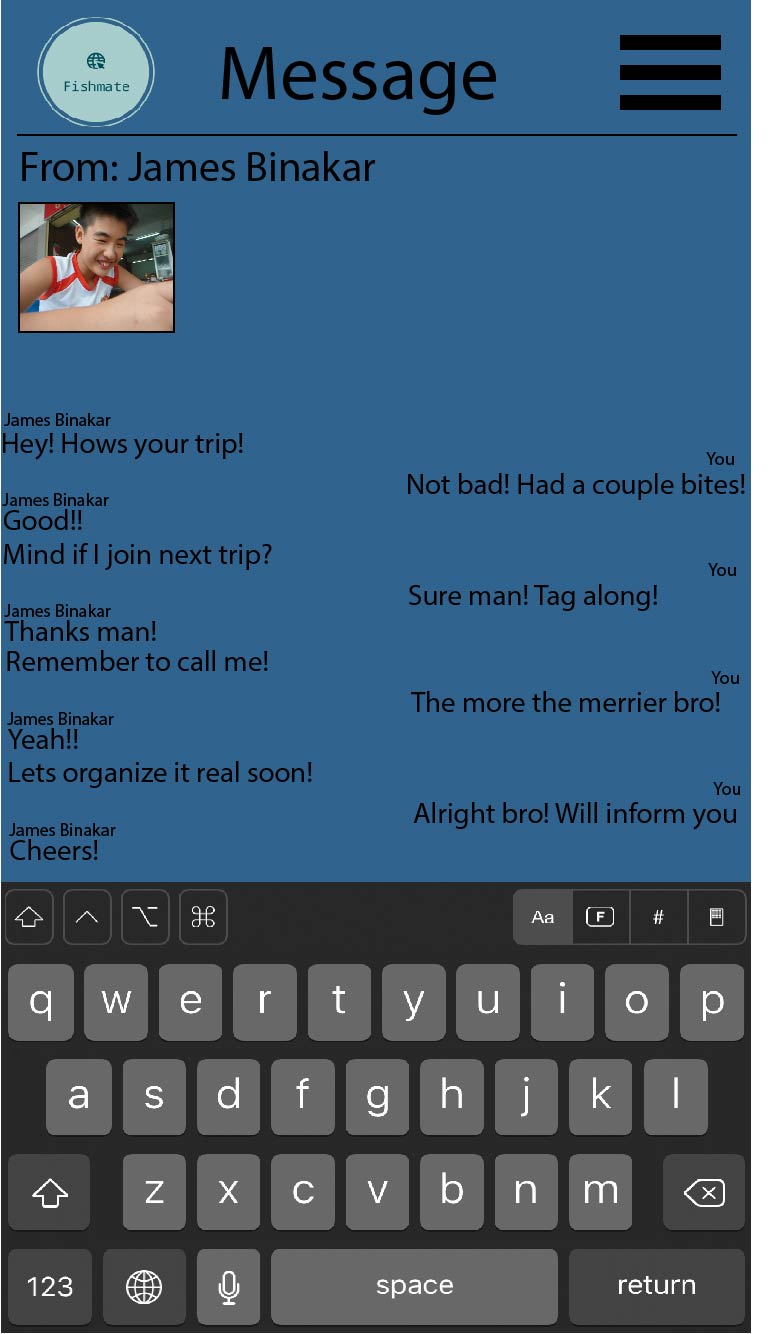 Fishmate
Message
From: James Binakar
James Binakar
Hey! Hows your trip!
You
Not bad! Had a couple bites!
James Binakar
Good!!
Mind if I join next trip?
You
Sure man! Tag along!
James Binakar
Thanks man!
Remember to call me!
You
The more the merrier bro!
James Binakar
Yeah!!
Lets organize it real soon!
You
Alright bro! Will inform you
James Binakar
Cheers!
Aa F #
q w e r t y u i o p
a s d f g h j k l
z x c v b n m
123 space return